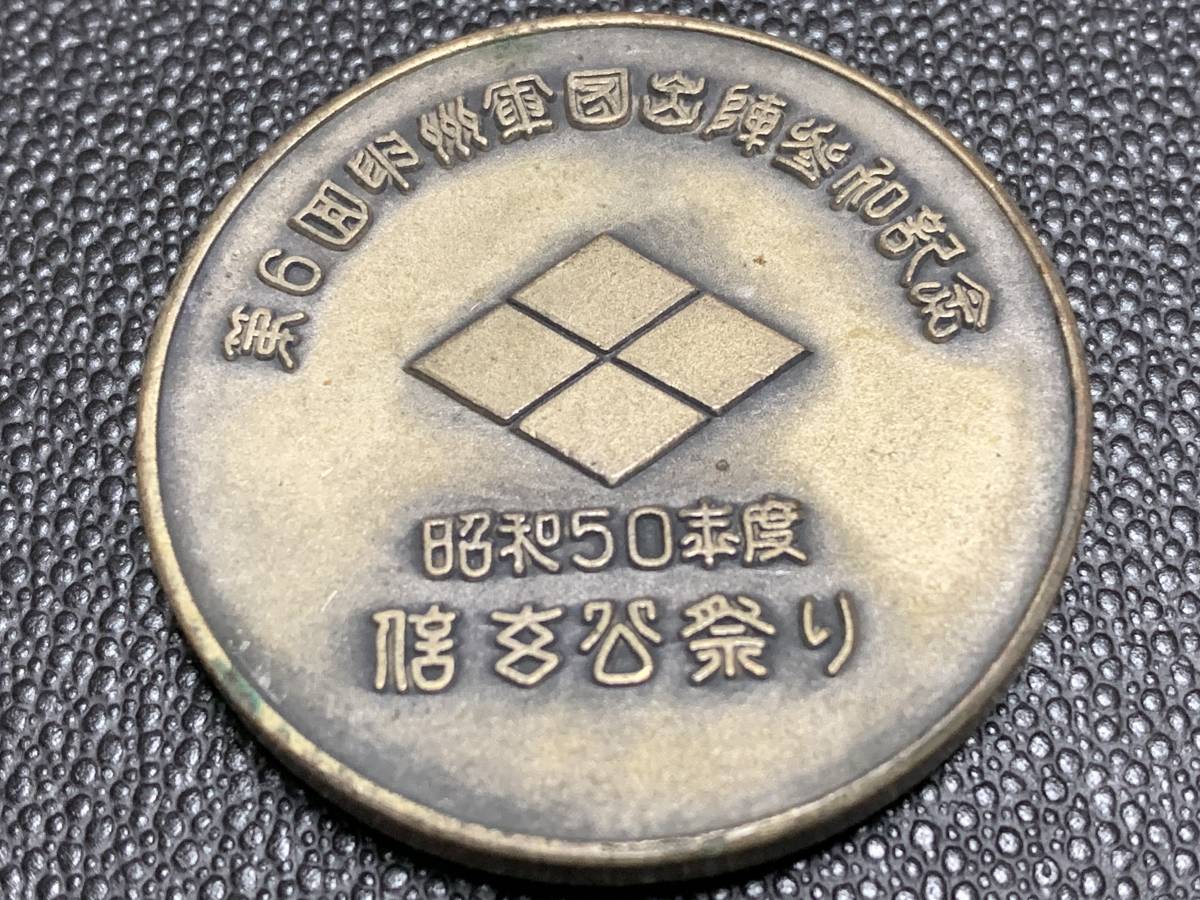 第6回甲州軍団出陣参加記念
昭和50年度
信玄公祭り